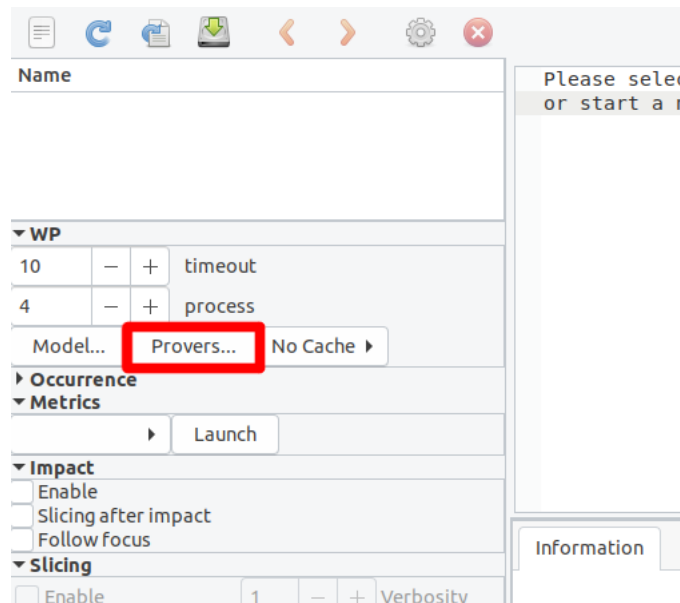 Name
Please selec
or start a
WP
10 timeout
4 process
Model... Provers... No Cache
Occurrence
Metrics
Launch
Impact
Enable
Slicing after impact
Follow focus
Slicing
Enable 1 Verbosity
Information